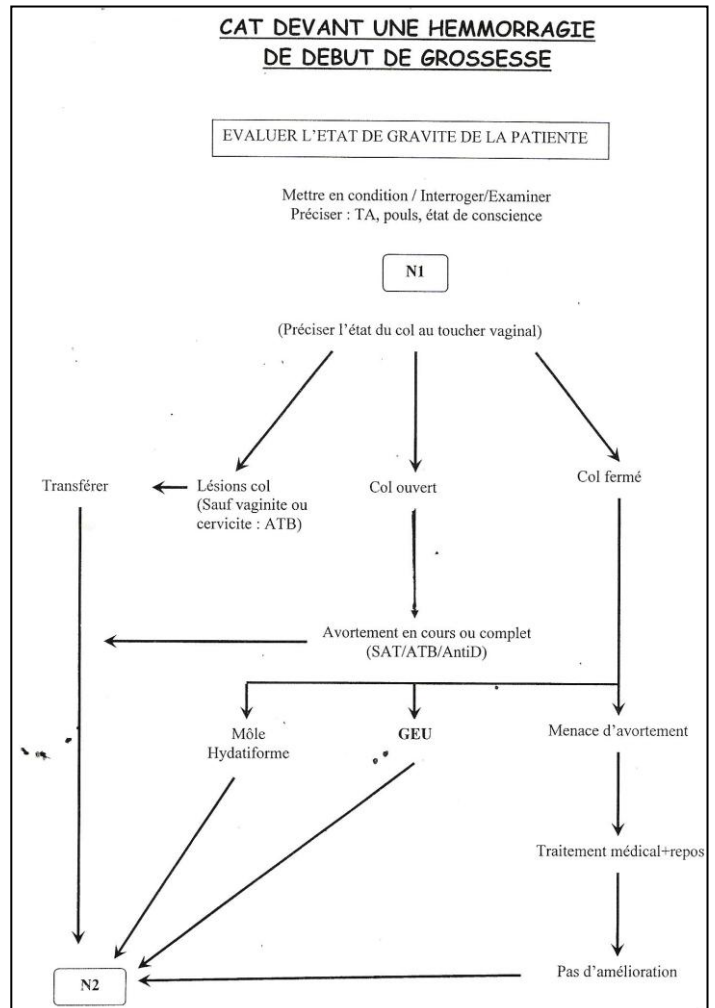 CAT DEVANT UNE HEMMORRAGIE
DE DEBUT DE GROSSESSE
EVALUER L'ETAT DE GRAVITE DE LA PATIENTE
Mettre en condition / Interroger/Examiner
Préciser : TA, pouls, état de conscience
N1
(Préciser l'état du col au toucher vaginal)
Transférer
Lésions col
(Sauf vaginite ou
cervicite : ATB)
Col ouvert
Col fermé
Avortement en cours ou complet
(SAT/ATB/AntiD)
Môle
Hydatiforme
GEU
Menace d'avortement
Traitement médical+repos
Pas d'amélioration
N2